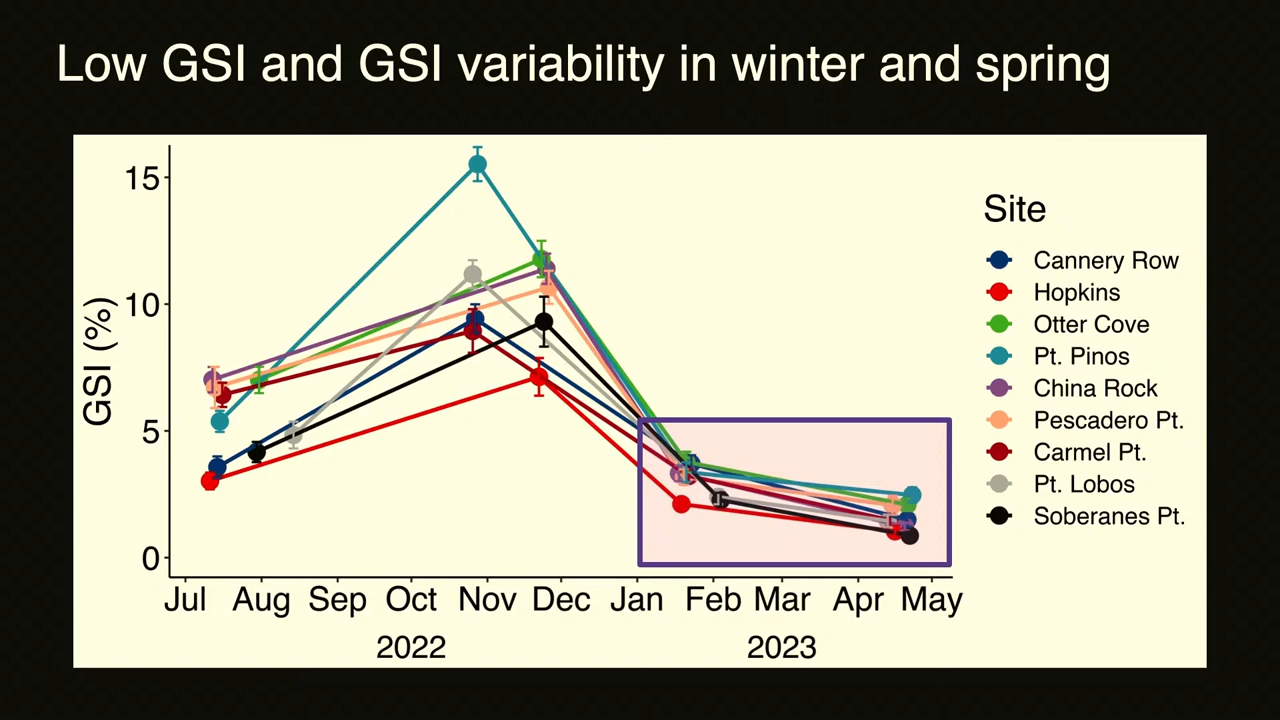 Low GSI and GSI variability in winter and spring
15
10
5
0
GSI (%)
Jul Aug Sep Oct Nov Dec Jan Feb Mar Apr May
2022 2023
Site
Cannery Row
Hopkins
Otter Cove
Pt. Pinos
China Rock
Pescadero Pt.
Carmel Pt.
Pt. Lobos
Soberanes Pt.